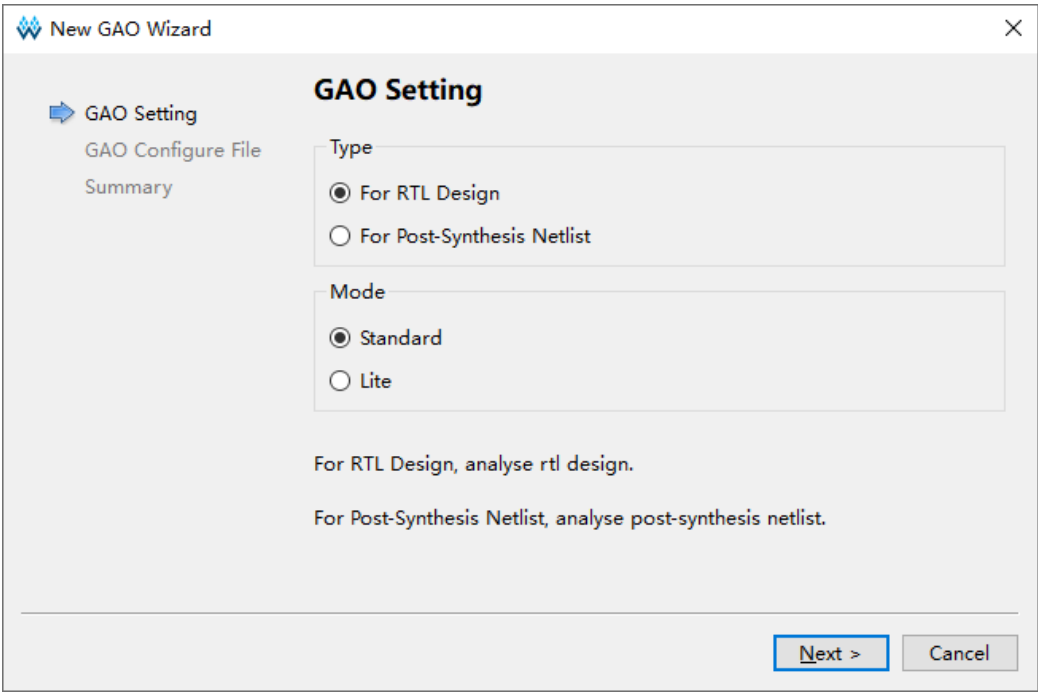 New GAO Wizard
GAO Setting
GAO Configure File
Summary
GAO Setting
Type
For RTL Design
For Post-Synthesis Netlist
Mode
Standard
Lite
For RTL Design, analyse rtl design.
For Post-Synthesis Netlist, analyse post-synthesis netlist.
Next >
Cancel